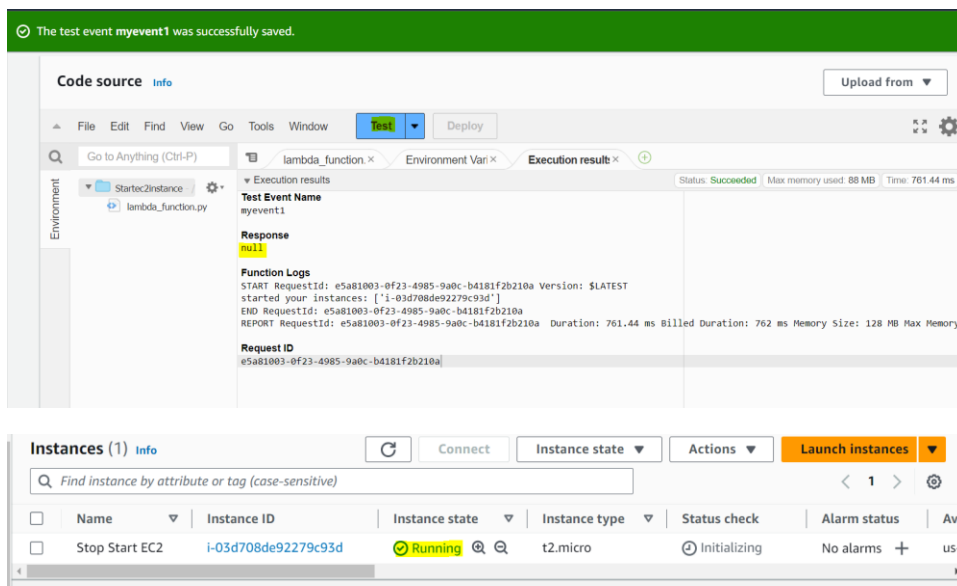 The test event myevent1 was successfully saved.
Code source Info
Upload from
File Edit Find View Go Tools Window Test Deploy
Go to Anything (Ctrl-P)
lambda_function. Environment Vari Execution results
Environment
Startec2instance
lambda_function.py
Execution results
Status: Succeeded Max memory used: 88 MB Time: 761.44 ms
Test Event Name
myevent1
Response
null
Function Logs
START RequestId: e5a81003-0f23-4985-9a0c-b4181f2b210a Version: $LATEST
started your instances: ['i-03d708de92279c93d']
END RequestId: e5a81003-0f23-4985-9a0c-b4181f2b210a
REPORT RequestId: e5a81003-0f23-4985-9a0c-b4181f2b210a Duration: 761.44 ms Billed Duration: 762 ms Memory Size: 128 MB Max Memory
Request ID
e5a81003-0f23-4985-9a0c-b4181f2b210a
Instances (1) Info
Connect
Instance state
Actions
Launch instances
Find instance by attribute or tag (case-sensitive)
1
Name Instance ID Instance state Instance type Status check Alarm status Av
Stop Start EC2 i-03d708de92279c93d Running t2.micro Initializing No alarms us